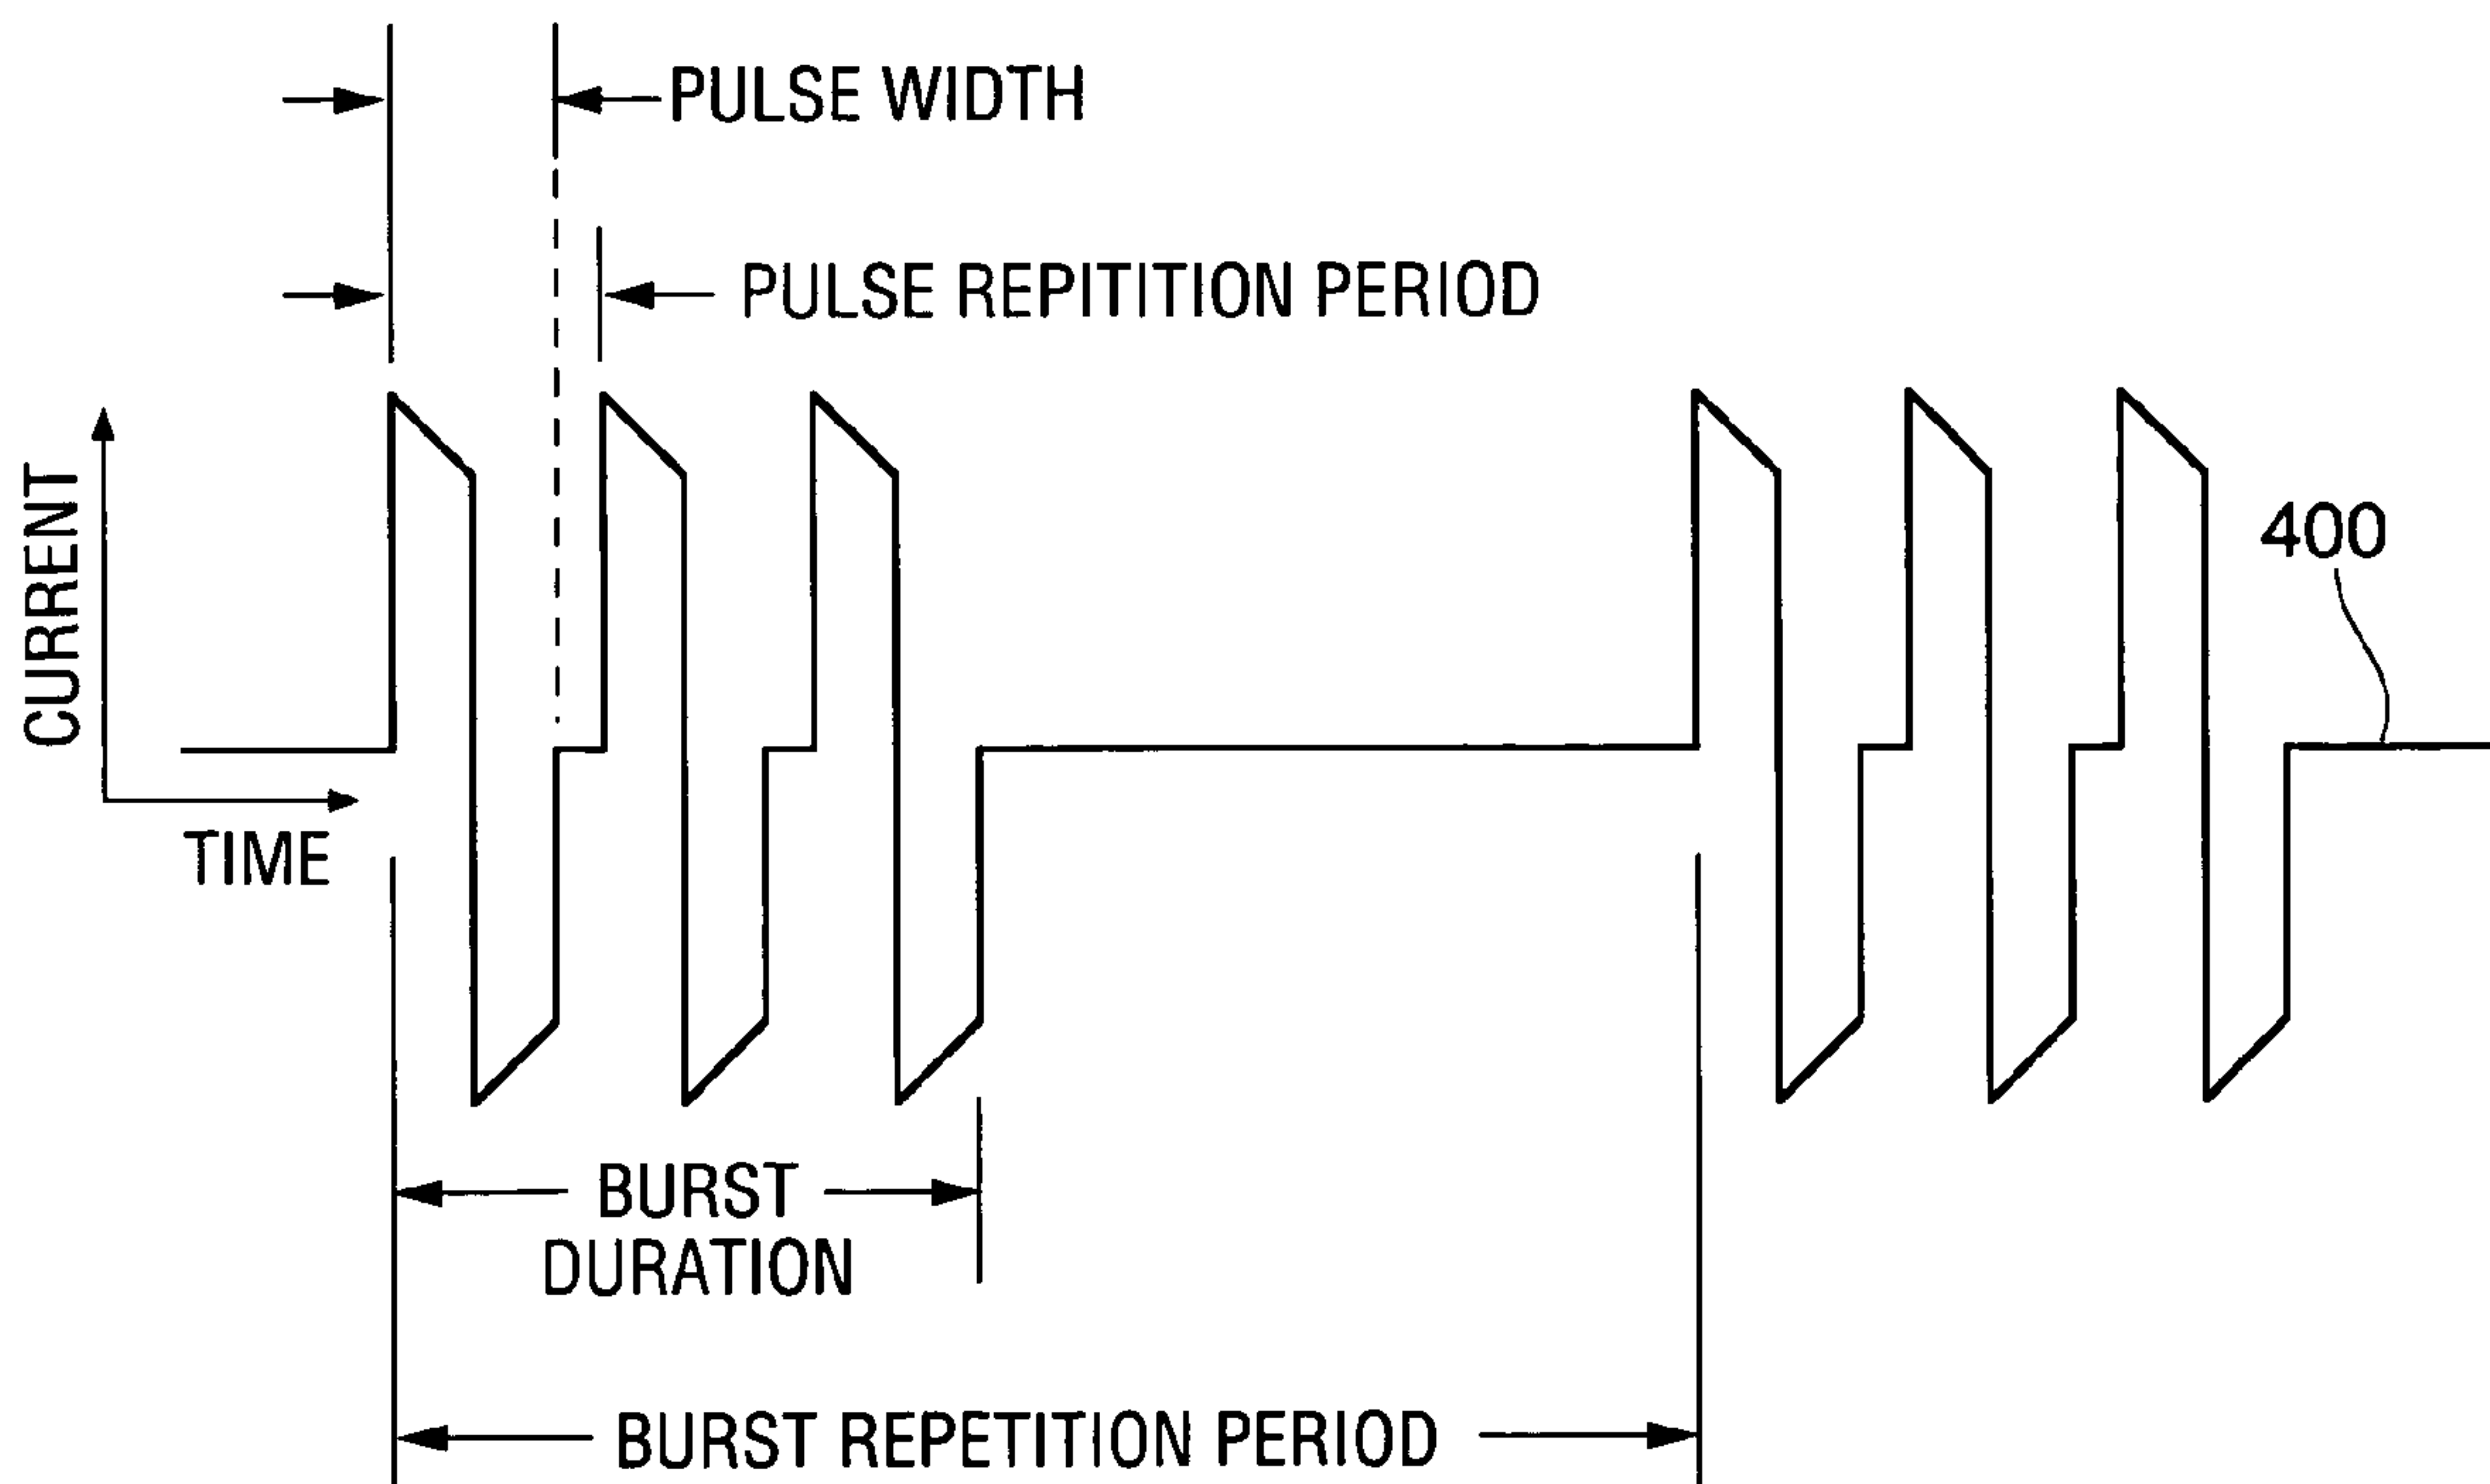 PULSE WIDTH
PULSE REPITITION PERIOD
CURRENT
400
TIME
BURST
DURATION
BURST REPETITION PERIOD